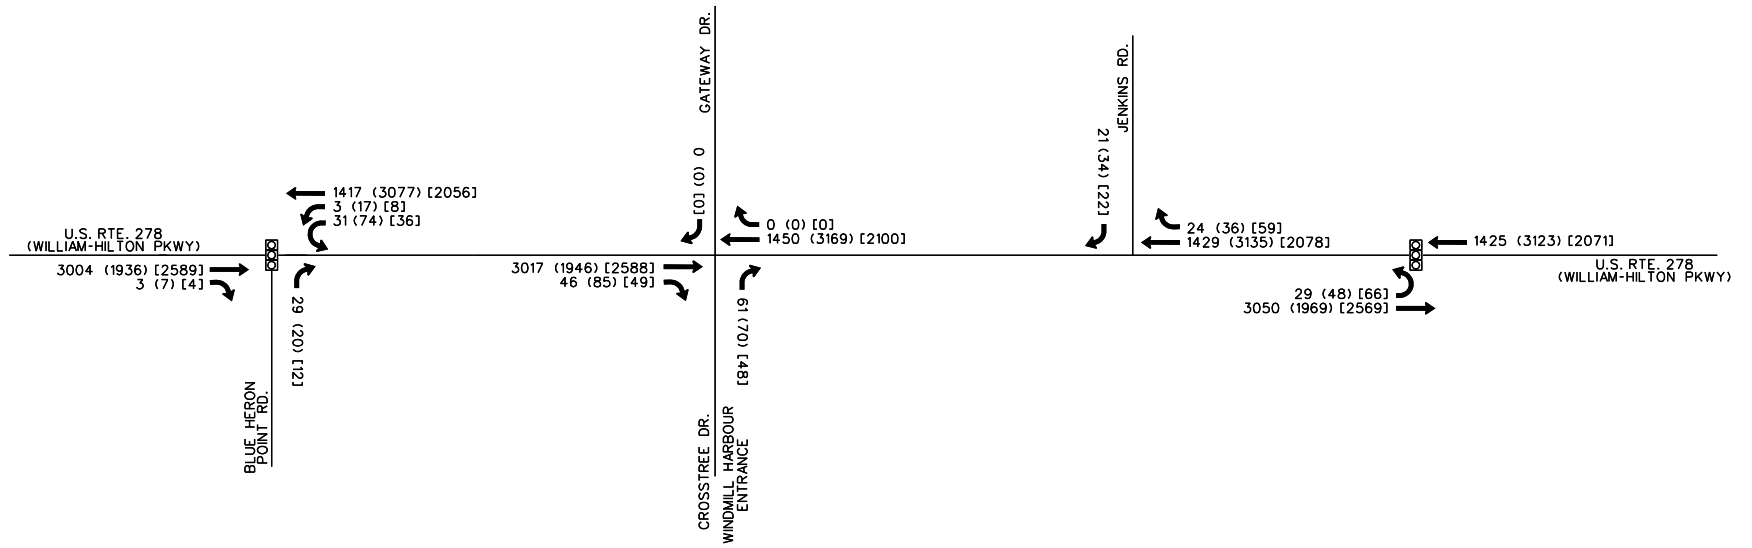 GATEWAY DR.
JENKINS RD.
[0] (0) 0
21 (34) [22]
1417 (3077) [2056]
3 (17) [8]
31 (74) [36]
U.S. RTE. 278
(WILLIAM-HILTON PKWY)
0 (0) [0]
1450 (3169) [2100]
24 (36) [59]
1429 (3135) [2078]
1425 (3123) [2071]
3004 (1936) [2589]
3 (7) [4]
3017 (1946) [2588]
46 (85) [49]
U.S. RTE. 278
(WILLIAM-HILTON PKWY)
29 (48) [66]
3050 (1969) [2569]
29 (20) [12]
61 (70) [48]
BLUE HERON
POINT RD.
CROSSTREE DR.
WINDMILL HARBOUR
ENTRANCE